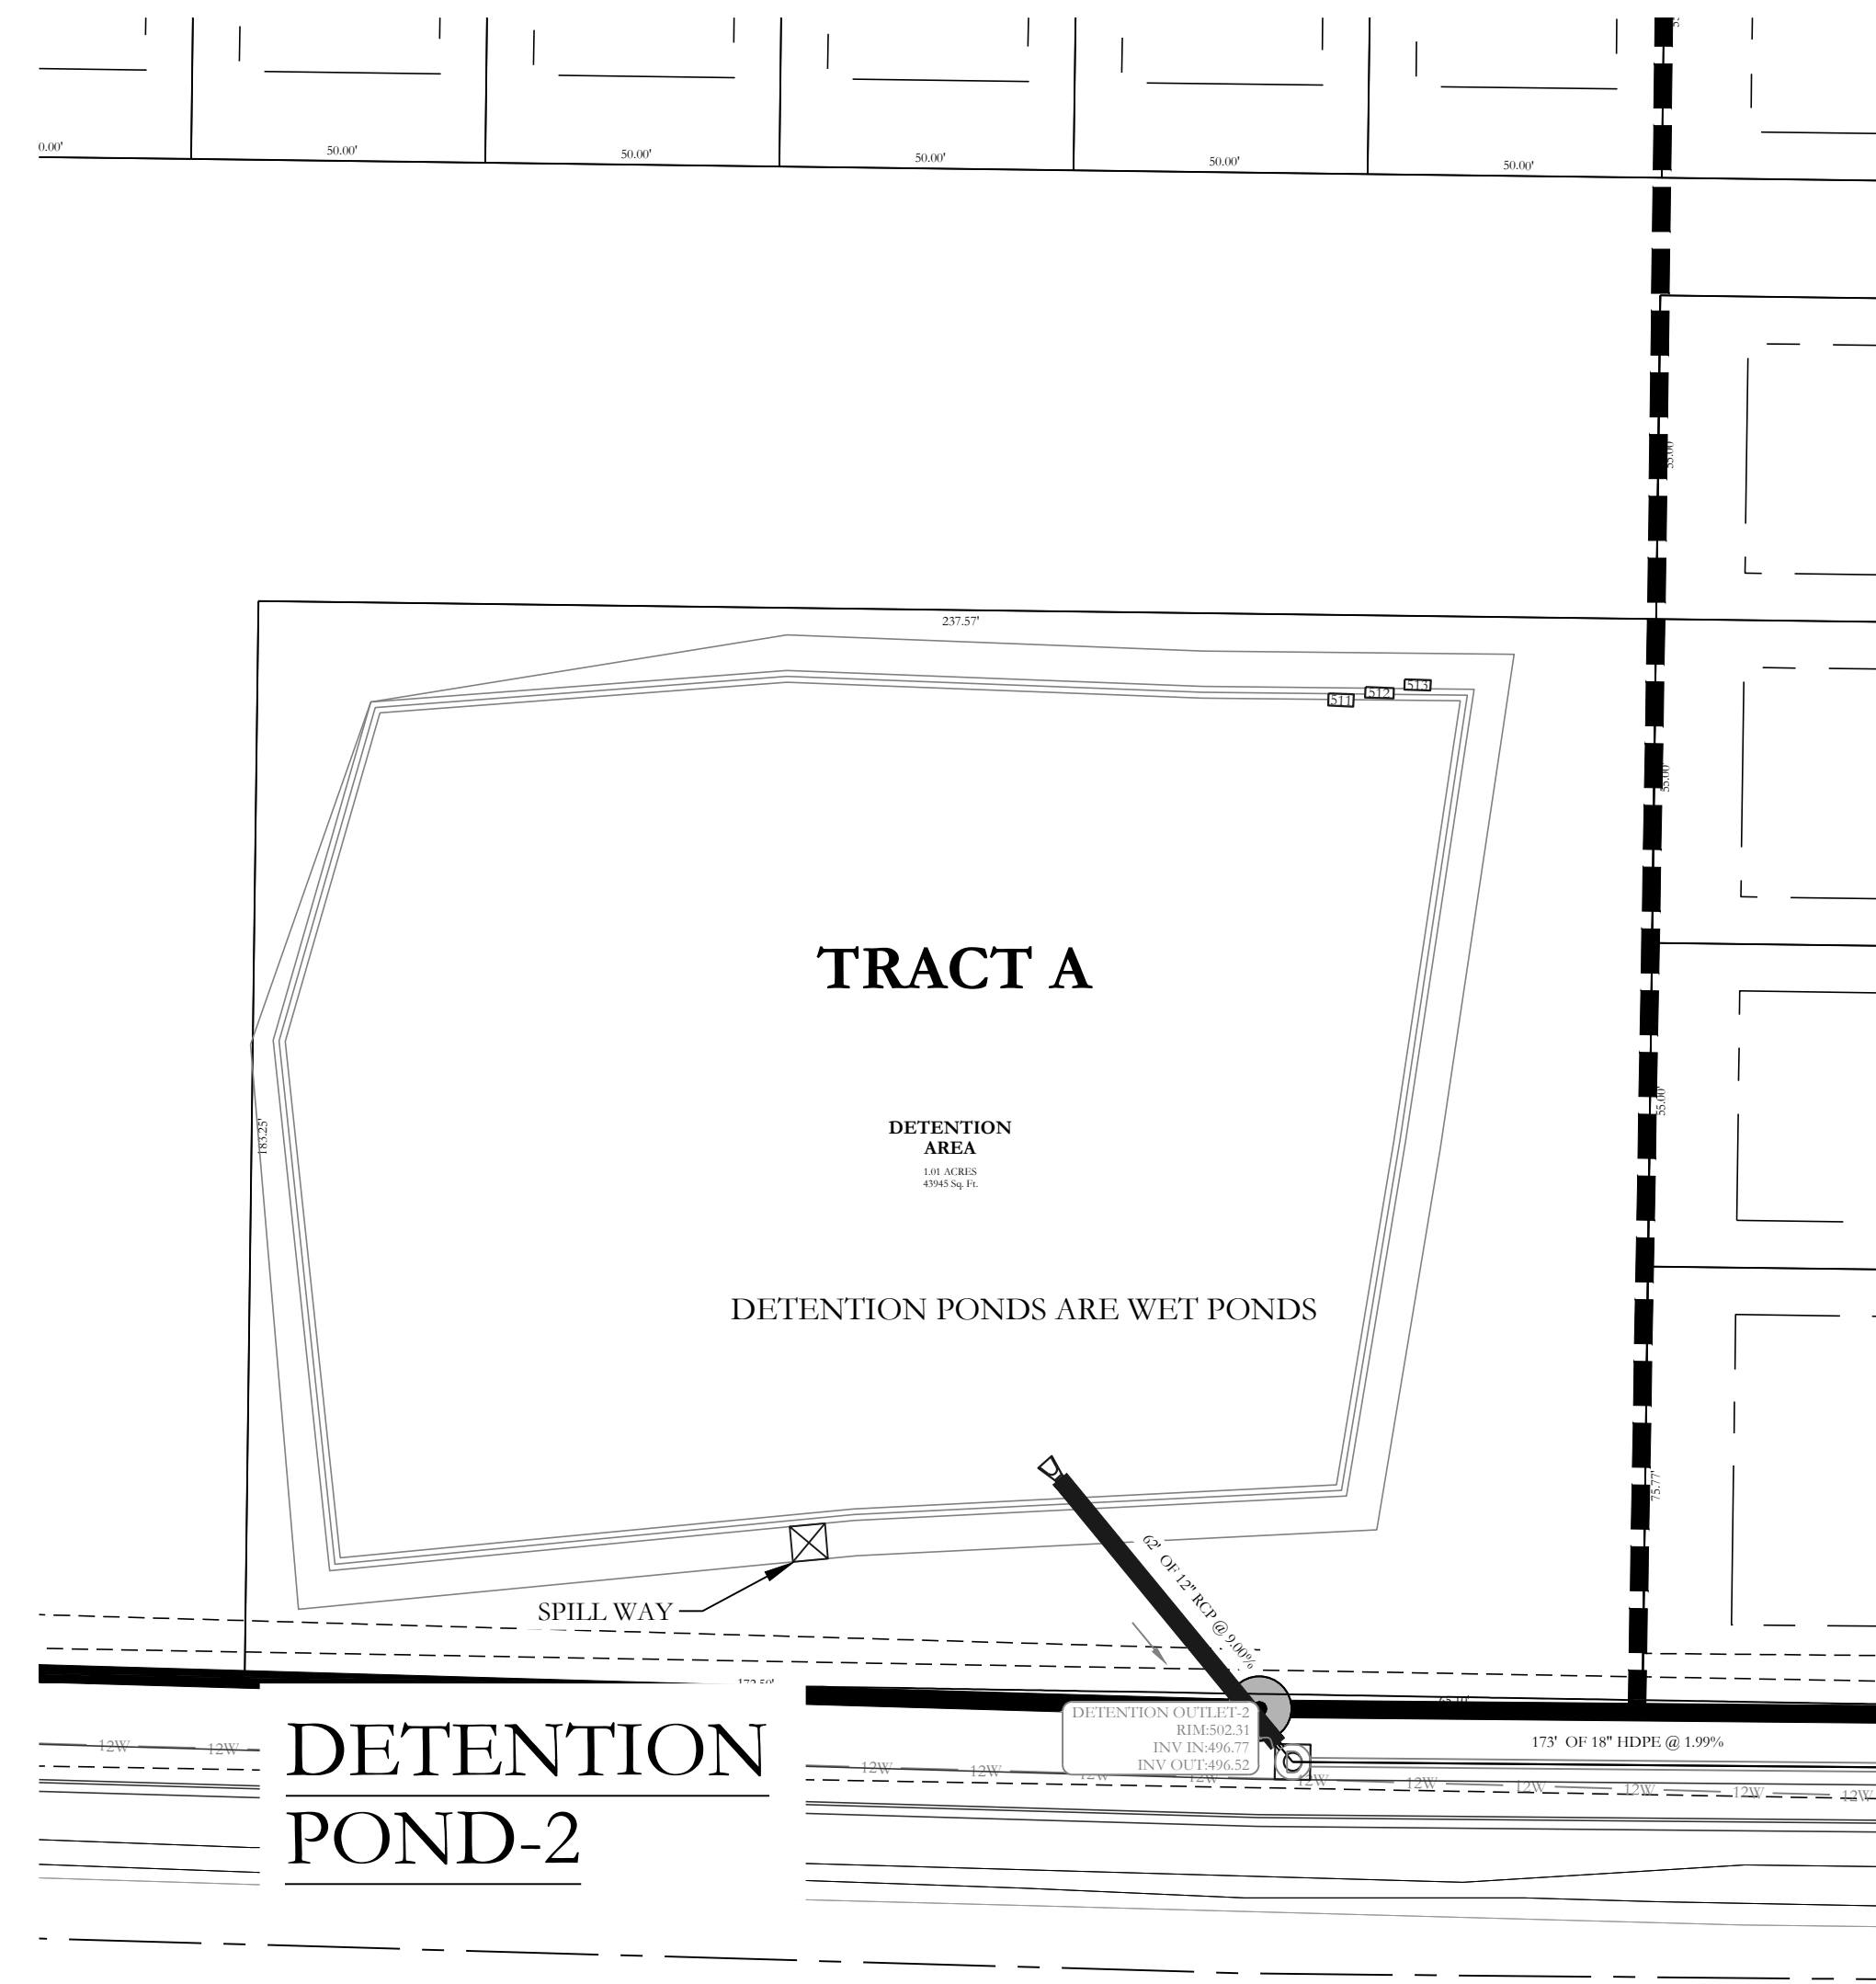 0.00'
50.00'
50.00'
50.00'
50.00'
50.00'
55.00'
237.57'
513
512
511
55.00'
TRACT A
55.00'
183.25'
DETENTION
AREA
1.01 ACRES
43945 Sq. Ft.
DETENTION PONDS ARE WET PONDS
75.77'
62' OF 12" RCP @ 9.00%
SPILL WAY
172.50'
DETENTION OUTLET-2
RIM:502.31
INV IN:496.77
INV OUT:496.52
173' OF 18" HDPE @ 1.99%
12W 12W
12W 12W 12W 12W 12W 12W 12W 12W 12W 12W
DETENTION
POND-2